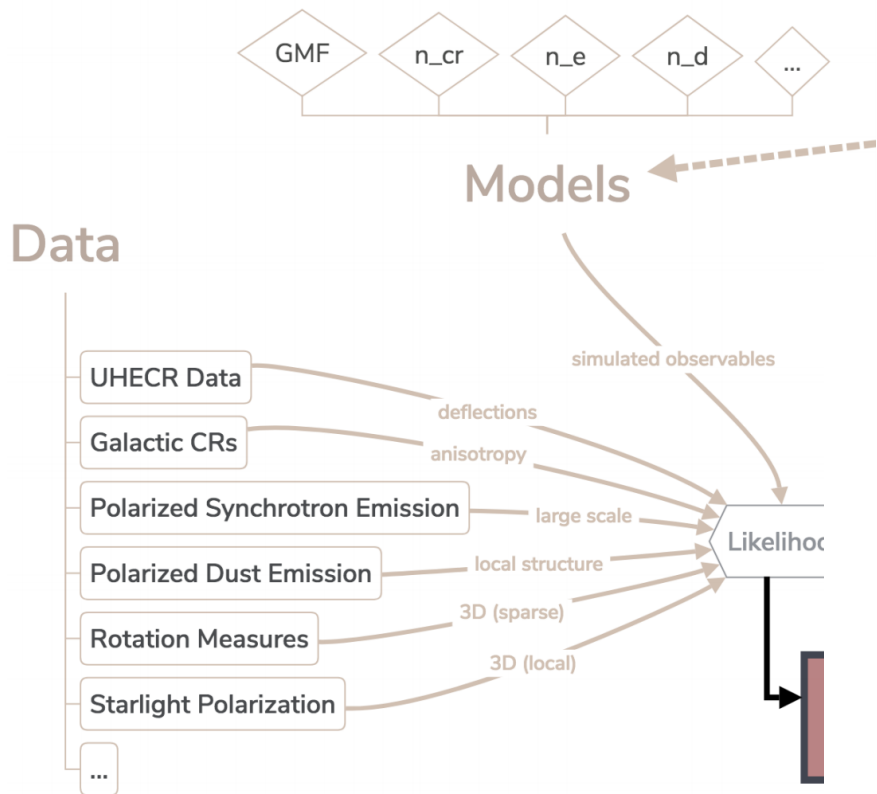 GMF
n_cr
n_e
n_d
...
Models
Data
simulated observables
UHECR Data
deflections
Galactic CRs
anisotropy
Polarized Synchrotron Emission
large scale
Likelihoo
Polarized Dust Emission
local structure
Rotation Measures
3D (sparse)
Starlight Polarization
3D (local)
...